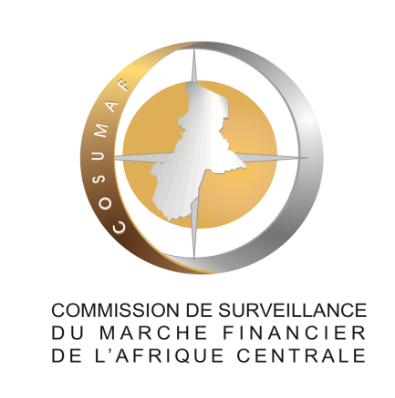 COSUMAF
COMMISSION DE SURVEILLANCE
DU MARCHE FINANCIER
DE L'AFRIQUE CENTRALE